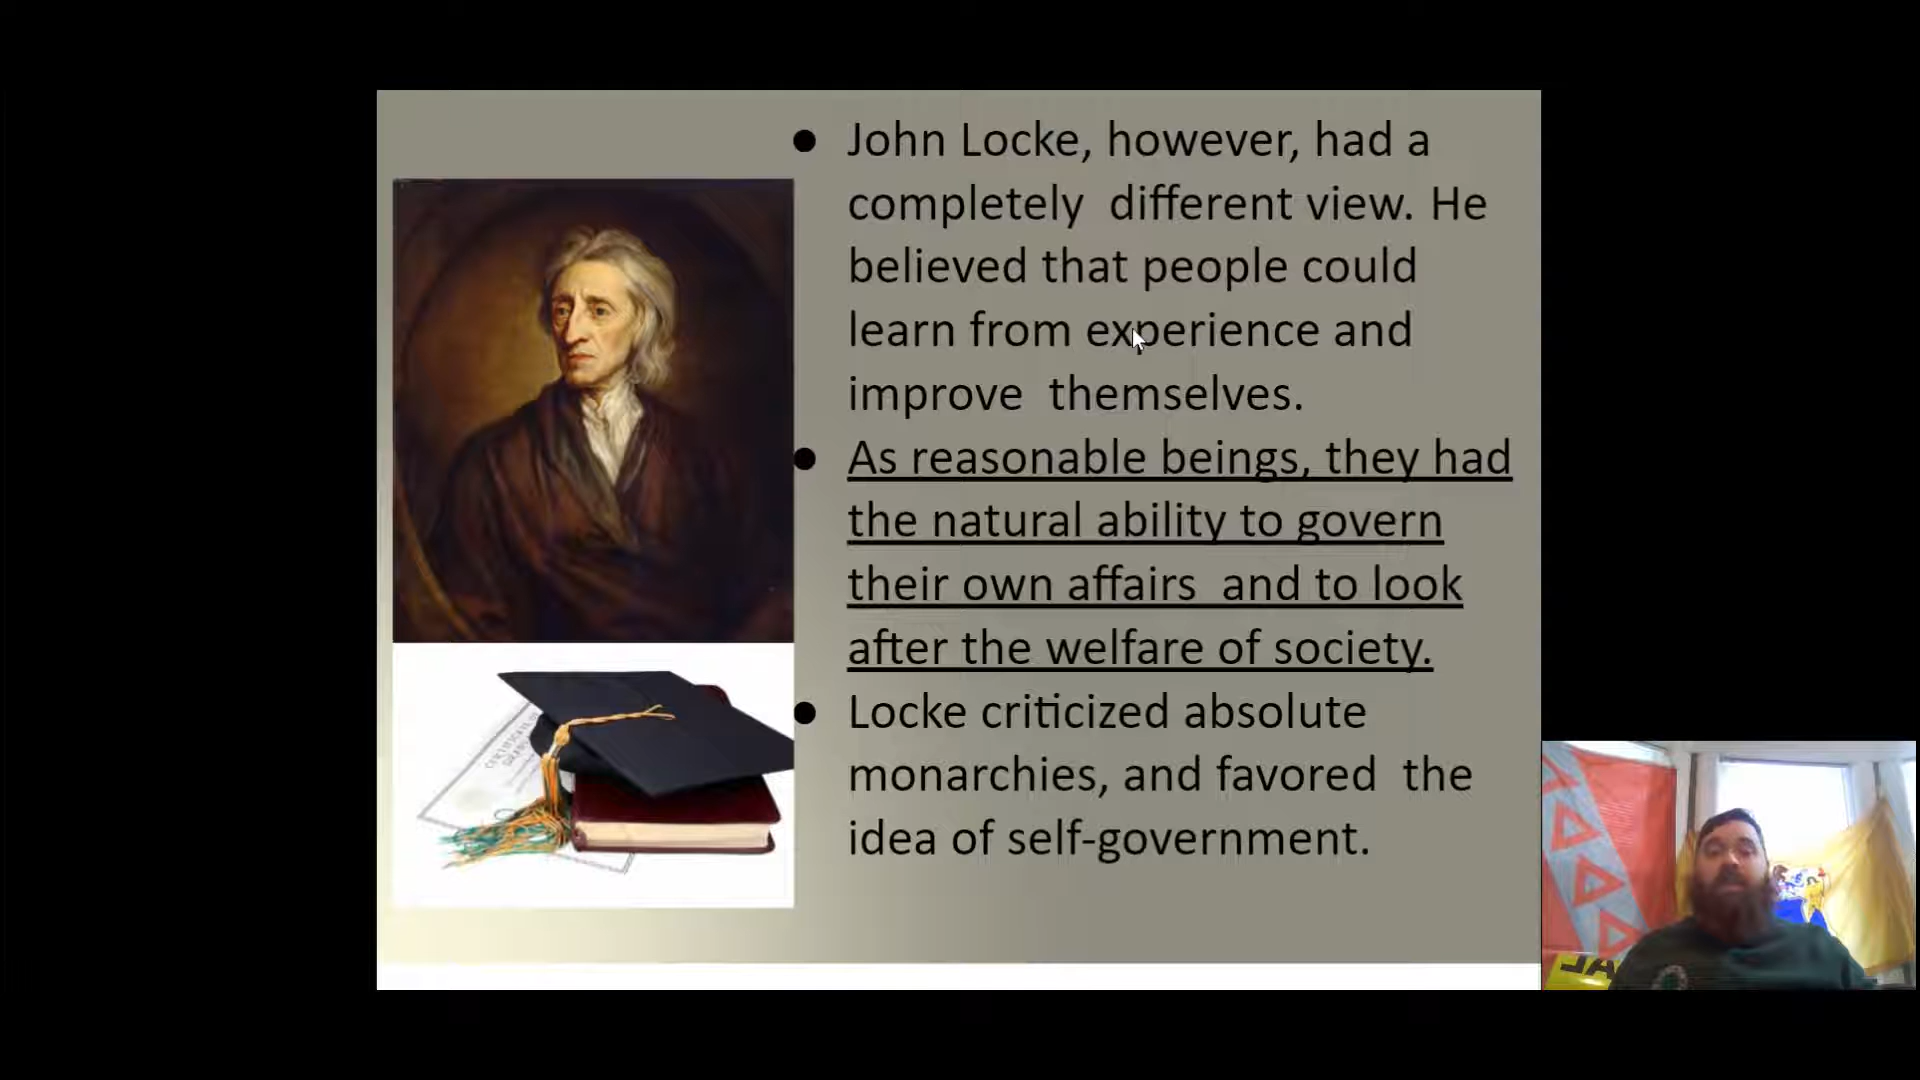 ● John Locke, however, had a
completely different view. He
believed that people could
learn from experience and
improve themselves.
● As reasonable beings, they had
the natural ability to govern
their own affairs and to look
after the welfare of society.
● Locke criticized absolute
monarchies, and favored the
idea of self-government.